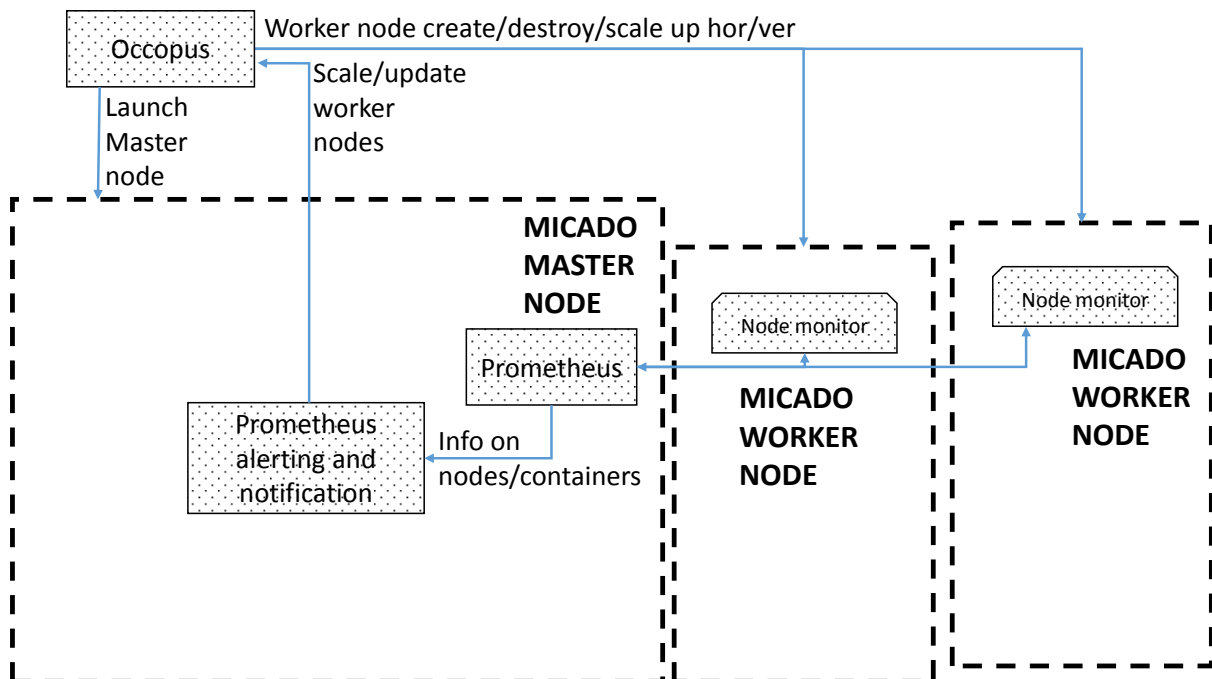 Worker node create/destroy/scale up hor/ver
Occopus
Scale/update
worker
nodes
Launch
Master
node
MICADO
MASTER
NODE
Node monitor
Node monitor
Prometheus
MICADO
WORKER
NODE
MICADO
WORKER
NODE
Prometheus
alerting and
notification
Info on
nodes/containers